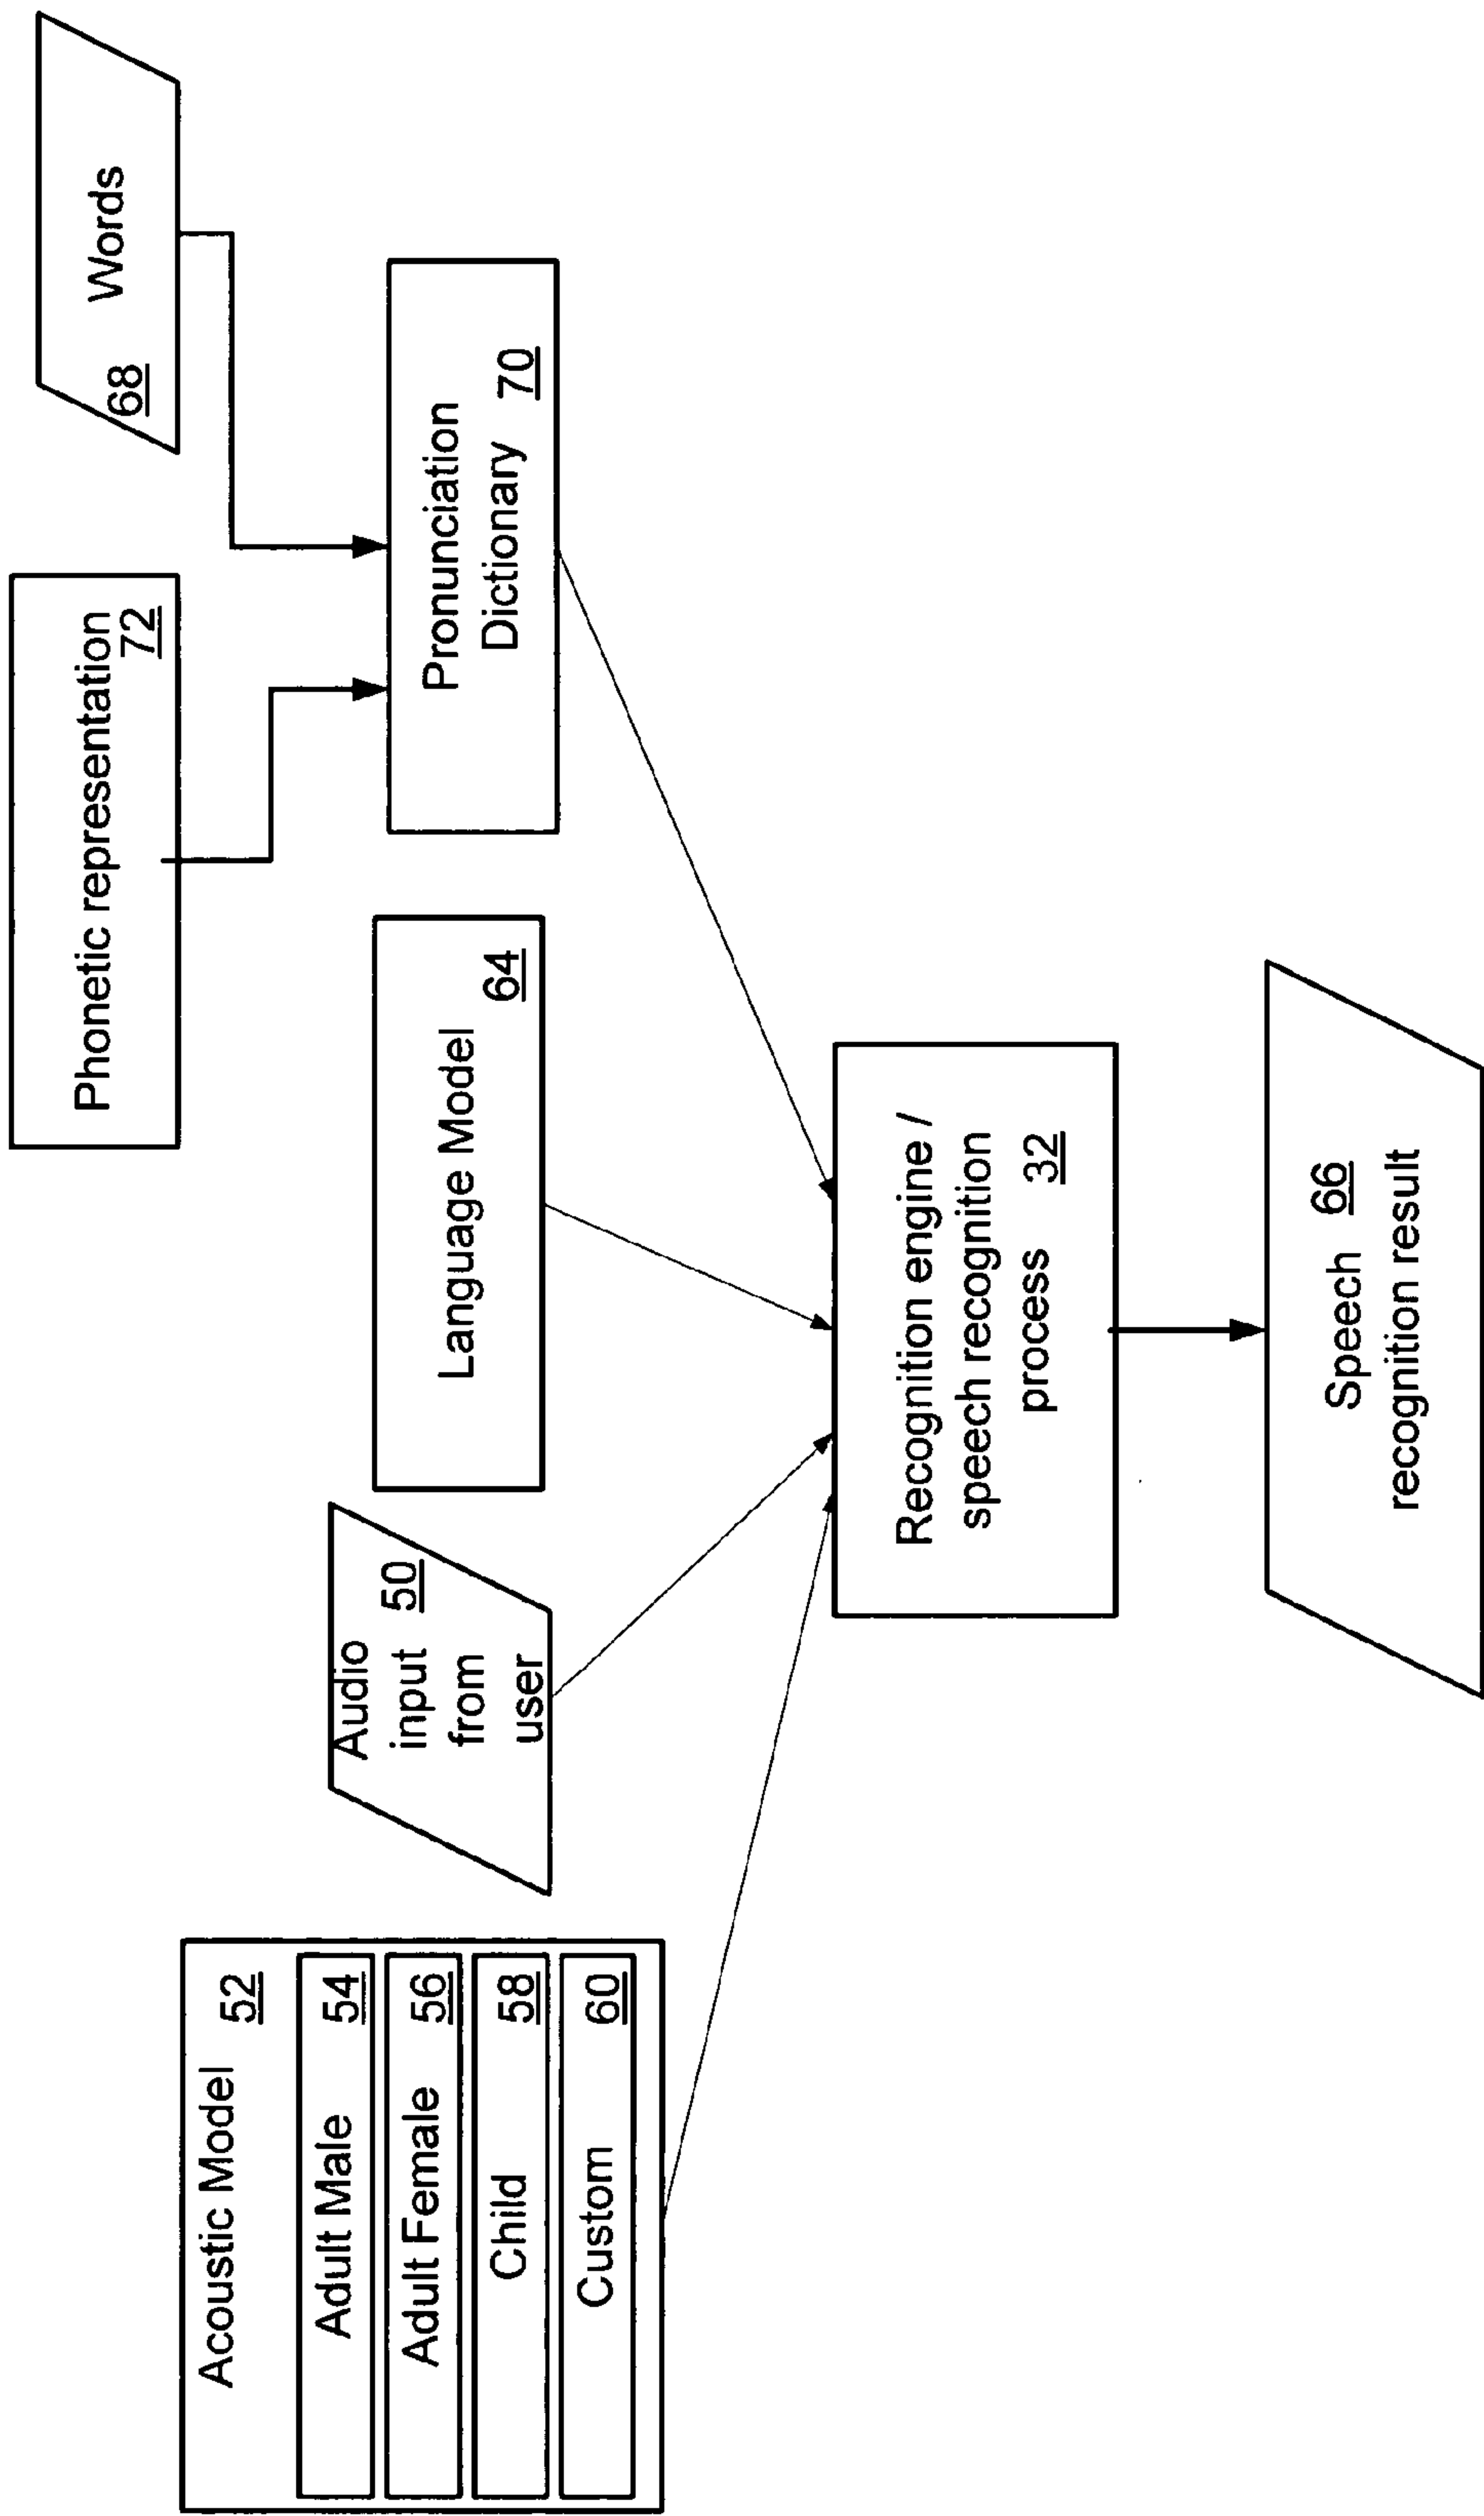 Acoustic Model
52
Adult Male 54
Adult Female 56
Child 58
Custom 60
Audio
input 50
from
user
Language Model
64
Phonetic representation
72
Words
68
Pronunciation
Dictionary 70
Recognition engine /
speech recognition
process 32
Speech 66
recognition result